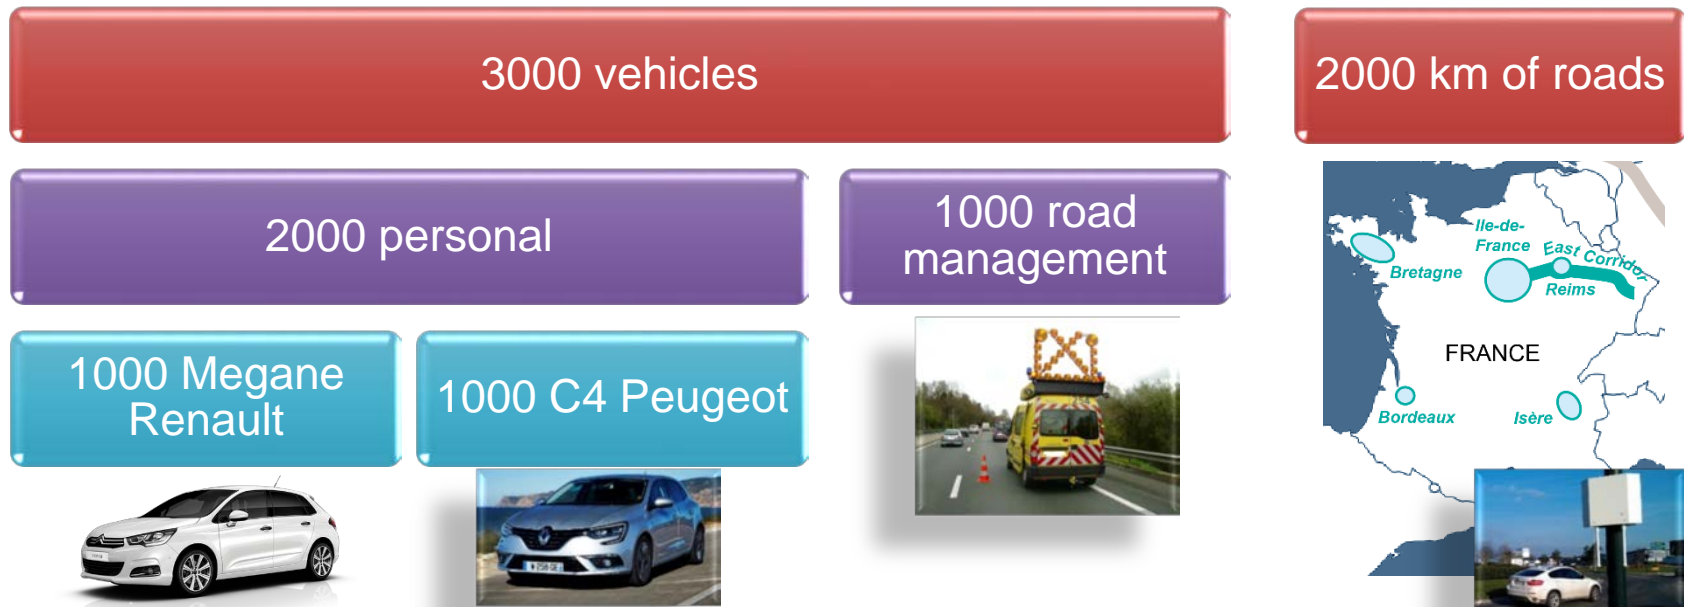 3000 vehicles
2000 km of roads
2000 personal
1000 road
management
1000 Megane
Renault
1000 C4 Peugeot
Ile-de-
France
East Corridor
Bretagne
Reims
FRANCE
Bordeaux
Isère